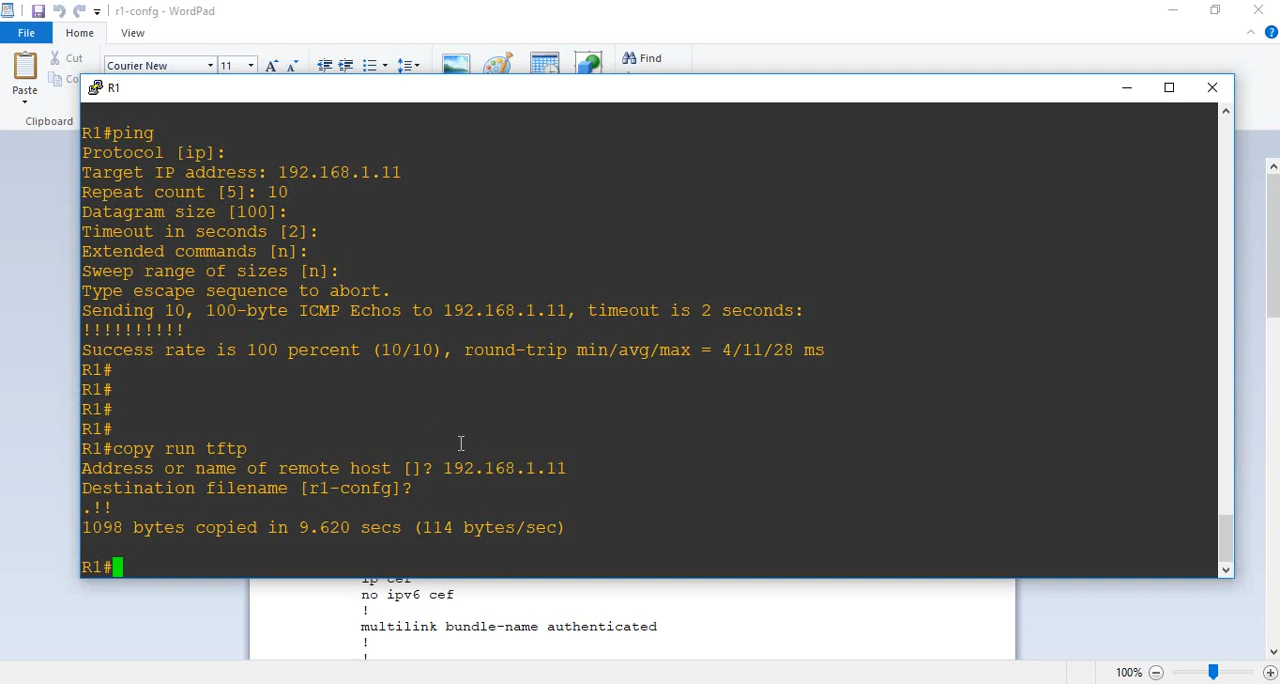 r1-confg - WordPad
File Home View
Cut
Courier New 11 Find
Paste Co
Clipboard
R1
R1#ping
Protocol [ip]:
Target IP address: 192.168.1.11
Repeat count [5]: 10
Datagram size [100]:
Timeout in seconds [2]:
Extended commands [n]:
Sweep range of sizes [n]:
Type escape sequence to abort.
Sending 10, 100-byte ICMP Echos to 192.168.1.11, timeout is 2 seconds:
!!!!!!!!!!
Success rate is 100 percent (10/10), round-trip min/avg/max = 4/11/28 ms
R1#
R1#
R1#
R1#
R1#copy run tftp
Address or name of remote host []? 192.168.1.11
Destination filename [r1-confg]?
.!!
1098 bytes copied in 9.620 secs (114 bytes/sec)
R1#
ip cef
no ipv6 cef
!
multilink bundle-name authenticated
!
!
100%